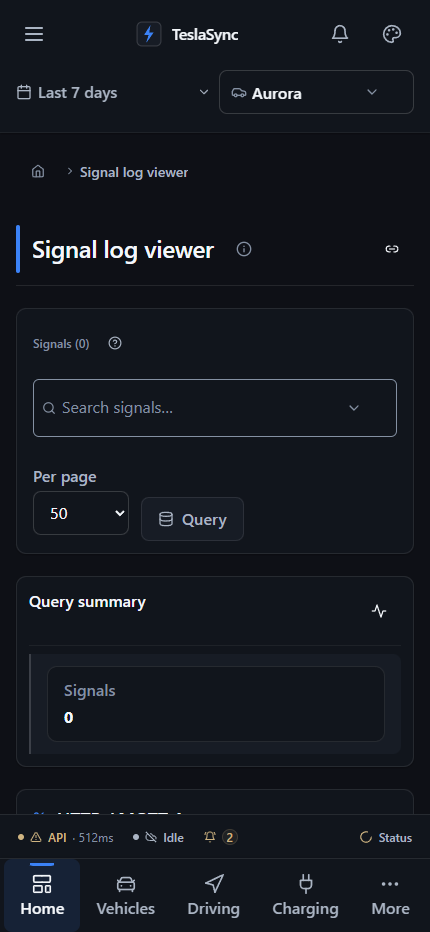 TeslaSync
Last 7 days
Aurora
Signal log viewer
Signal log viewer
Signals (0)
Search signals...
Per page
50
Query
Query summary
Signals
0
API · 512ms
Idle
2
Status
Home
Vehicles
Driving
Charging
More